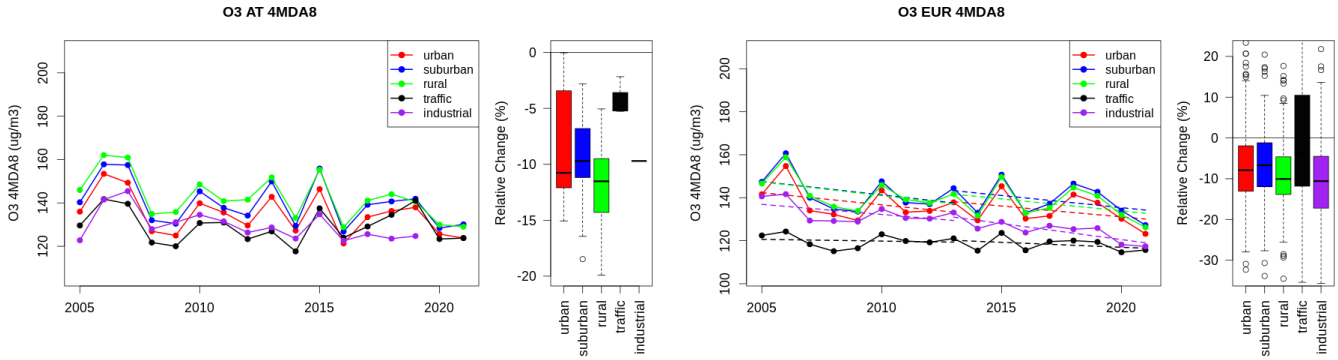 O3 AT 4MDA8
O3 4MDA8 (ug/m3)
120
140
160
180
200
2005
2010
2015
2020
urban
suburban
rural
traffic
industrial
Relative Change (%)
0
-5
-10
-15
-20
urban
suburban
rural
traffic
industrial
O3 EUR 4MDA8
O3 4MDA8 (ug/m3)
100
120
140
160
180
200
2005
2010
2015
2020
urban
suburban
rural
traffic
industrial
Relative Change (%)
20
10
0
-10
-20
-30
urban
suburban
rural
traffic
industrial